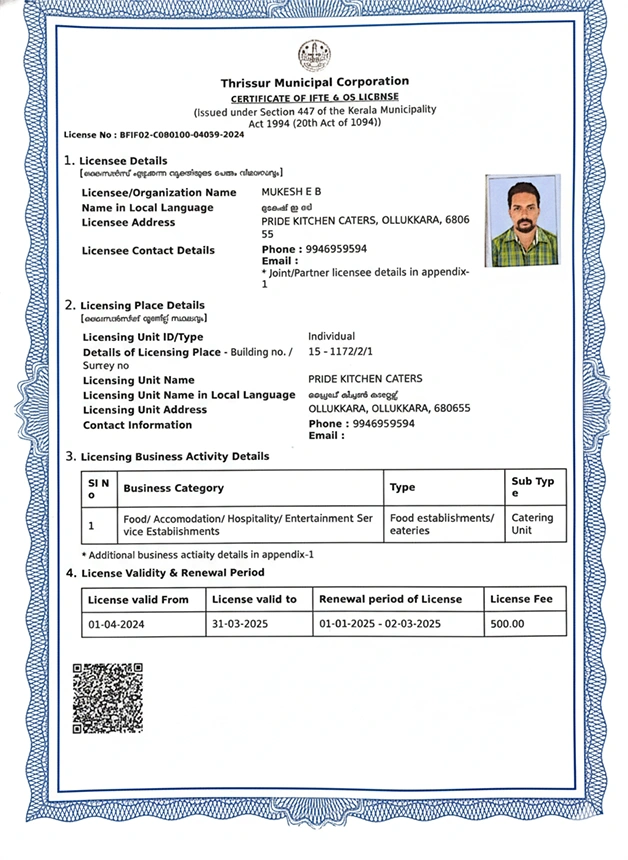 Thrissur Municipal Corporation
CERTIFICATE OF IFTE & OS LICBNSE
(Issued under Section 447 of the Kerala Municipality
Act 1994 (20th Act of 1094))
License No : BFIF02-C080100-04059-2024
1. Licensee Details
Licensee/Organization Name MUKESH E B
Name in Local Language
Licensee Address PRIDE KITCHEN CATERS, OLLUKKARA, 6806
55
Licensee Contact Details Phone : 9946959594
Email :
* Joint/Partner licensee details in appendix-
1
2. Licensing Place Details
Licensing Unit ID/Type Individual
Details of Licensing Place - Building no. / 15 - 1172/2/1
Surrey no
Licensing Unit Name PRIDE KITCHEN CATERS
Licensing Unit Name in Local Language
Licensing Unit Address OLLUKKARA, OLLUKKARA, 680655
Contact Information Phone : 9946959594
Email :
3. Licensing Business Activity Details
SI N
o Business Category Type Sub Typ
e
1 Food/ Accomodation/ Hospitality/ Entertainment Ser
vice Estabiishments Food estabiishments/
eateries Catering
Unit
* Additional business actiaity details in appendix-1
4. License Validity & Renewal Period
License valid From License valid to Renewal period of License License Fee
01-04-2024 31-03-2025 01-01-2025 - 02-03-2025 500.00